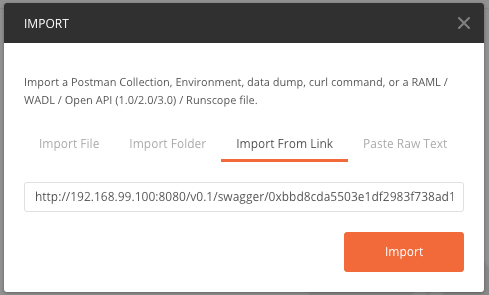 IMPORT
Import a Postman Collection, Environment, data dump, curl command, or a RAML /
WADL / Open API (1.0/2.0/3.0) / Runscope file.
Import File
Import Folder
Import From Link
Paste Raw Text
http://192.168.99.100:8080/v0.1/swagger/0xbbd8cda5503e1df2983f738ad1
Import